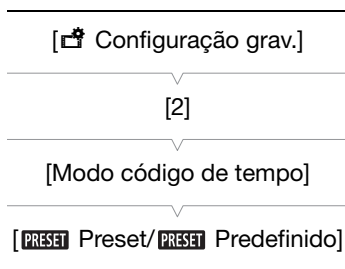 [Configuração grav.]
[2]
[Modo código de tempo]
[PRESET Preset/PRESET Predefinido]